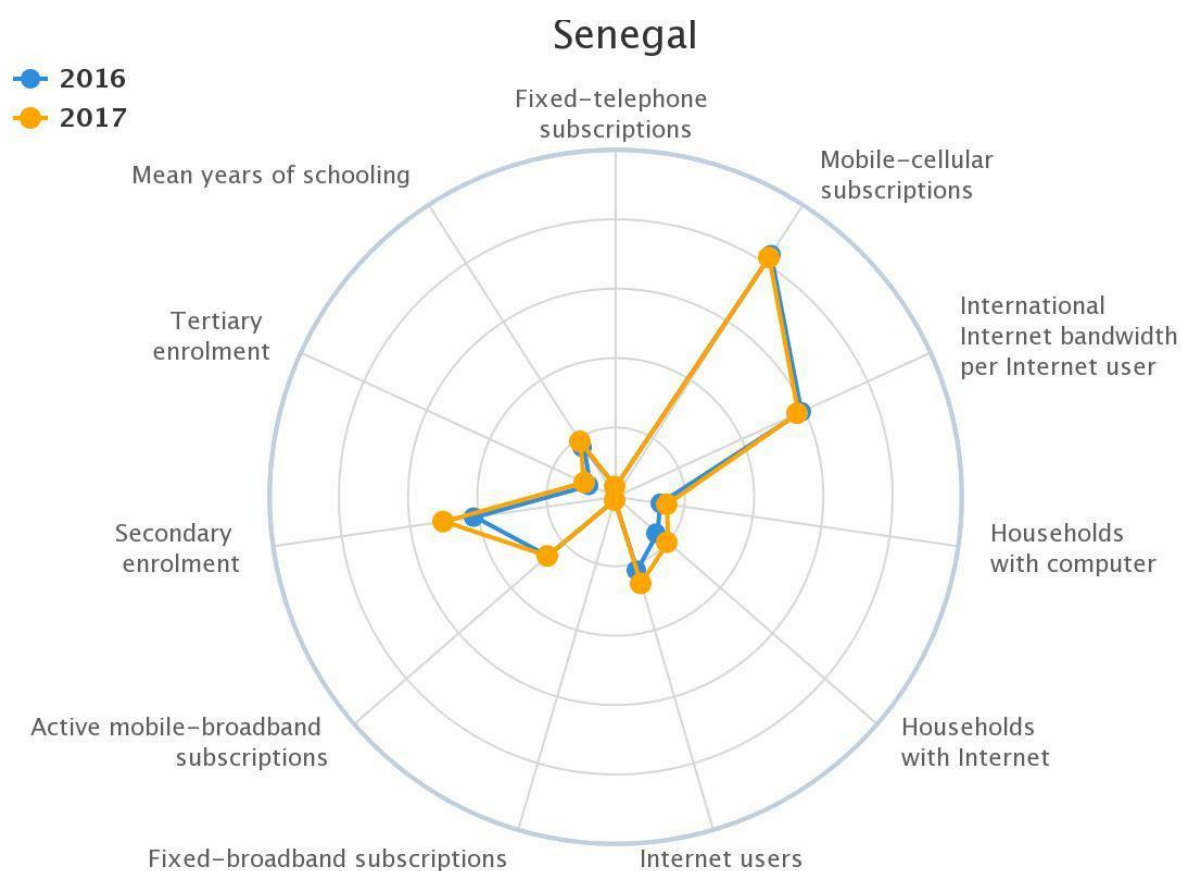 Senegal
2016
2017
Fixed-telephone
subscriptions
Mobile-cellular
subscriptions
International
Internet bandwidth
per Internet user
Households
with computer
Households
with Internet
Internet users
Fixed-broadband subscriptions
Active mobile-broadband
subscriptions
Secondary
enrolment
Tertiary
enrolment
Mean years of schooling